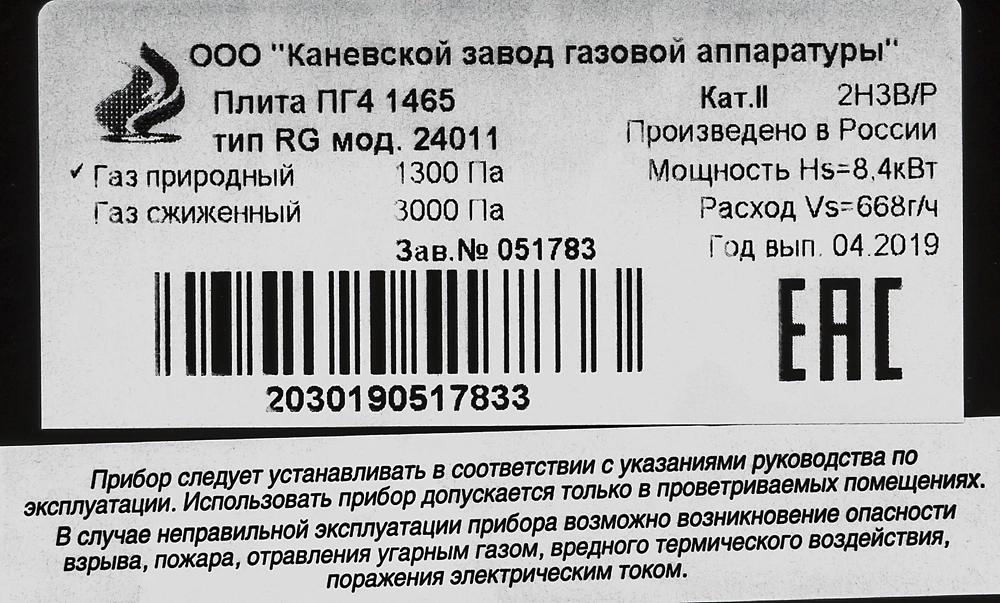 ООО "Каневской завод газовой аппаратуры"
Плита ПГ4 1465 Кат.II 2Н3В/Р
тип RG мод. 24011 Произведено в России
✓ Газ природный 1300 Па Мощность Hs=8,4кВт
Газ сжиженный 3000 Па Расход Vs=668г/ч
Зав.№ 051783 Год вып. 04.2019
ЕАС
2030190517833
Прибор следует устанавливать в соответствии с указаниями руководства по
эксплуатации. Использовать прибор допускается только в проветриваемых помещениях.
В случае неправильной эксплуатации прибора возможно возникновение опасности
взрыва, пожара, отравления угарным газом, вредного термического воздействия,
поражения электрическим током.